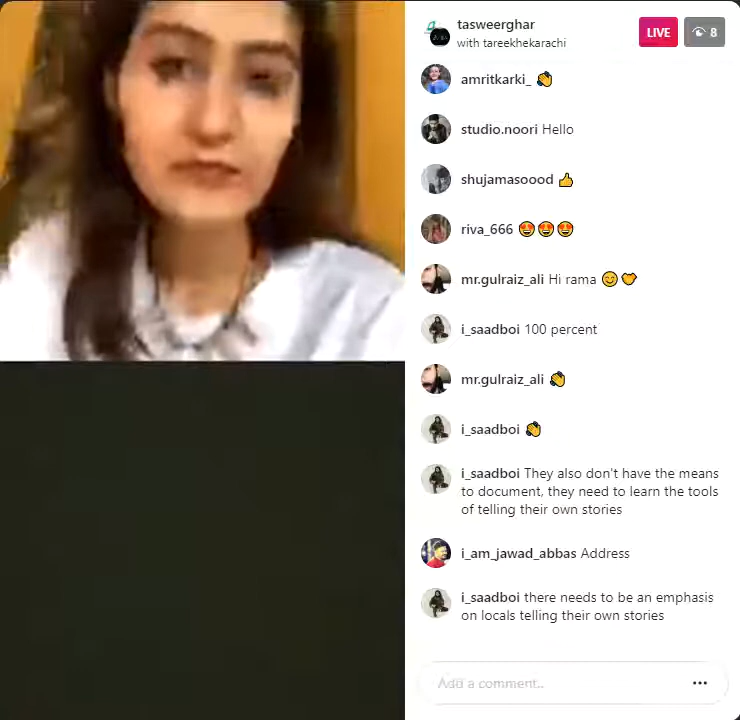 tasweerghar
with tareekhekarachi
LIVE
8
amritkarki_ 👏
studio.noori Hello
shujamasoood 👍
riva_666 😍😍😍
mr.gulraiz_ali Hi rama 😊🤝
i_saadboi 100 percent
mr.gulraiz_ali 👏
i_saadboi 👏
i_saadboi They also don't have the means
to document, they need to learn the tools
of telling their own stories
i_am_jawad_abbas Address
i_saadboi there needs to be an emphasis
on locals telling their own stories
Add a comment..